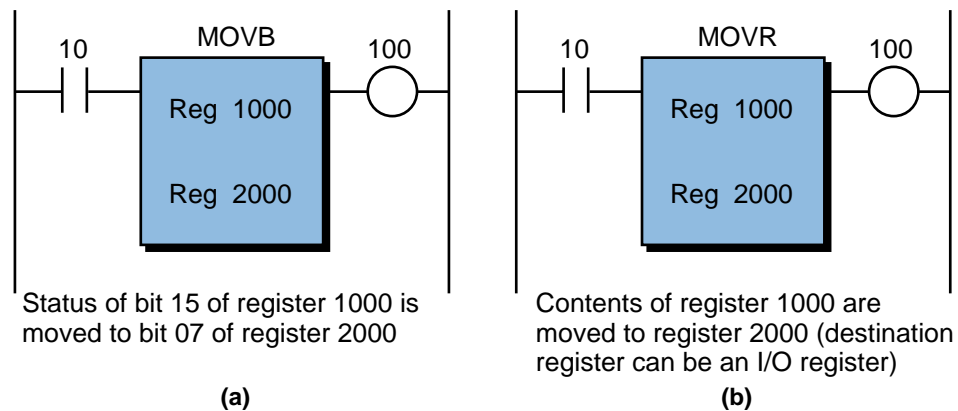 10
MOVB
100
Reg 1000
Reg 2000
Status of bit 15 of register 1000 is
moved to bit 07 of register 2000
(a)
10
MOVR
100
Reg 1000
Reg 2000
Contents of register 1000 are
moved to register 2000 (destination
register can be an I/O register)
(b)